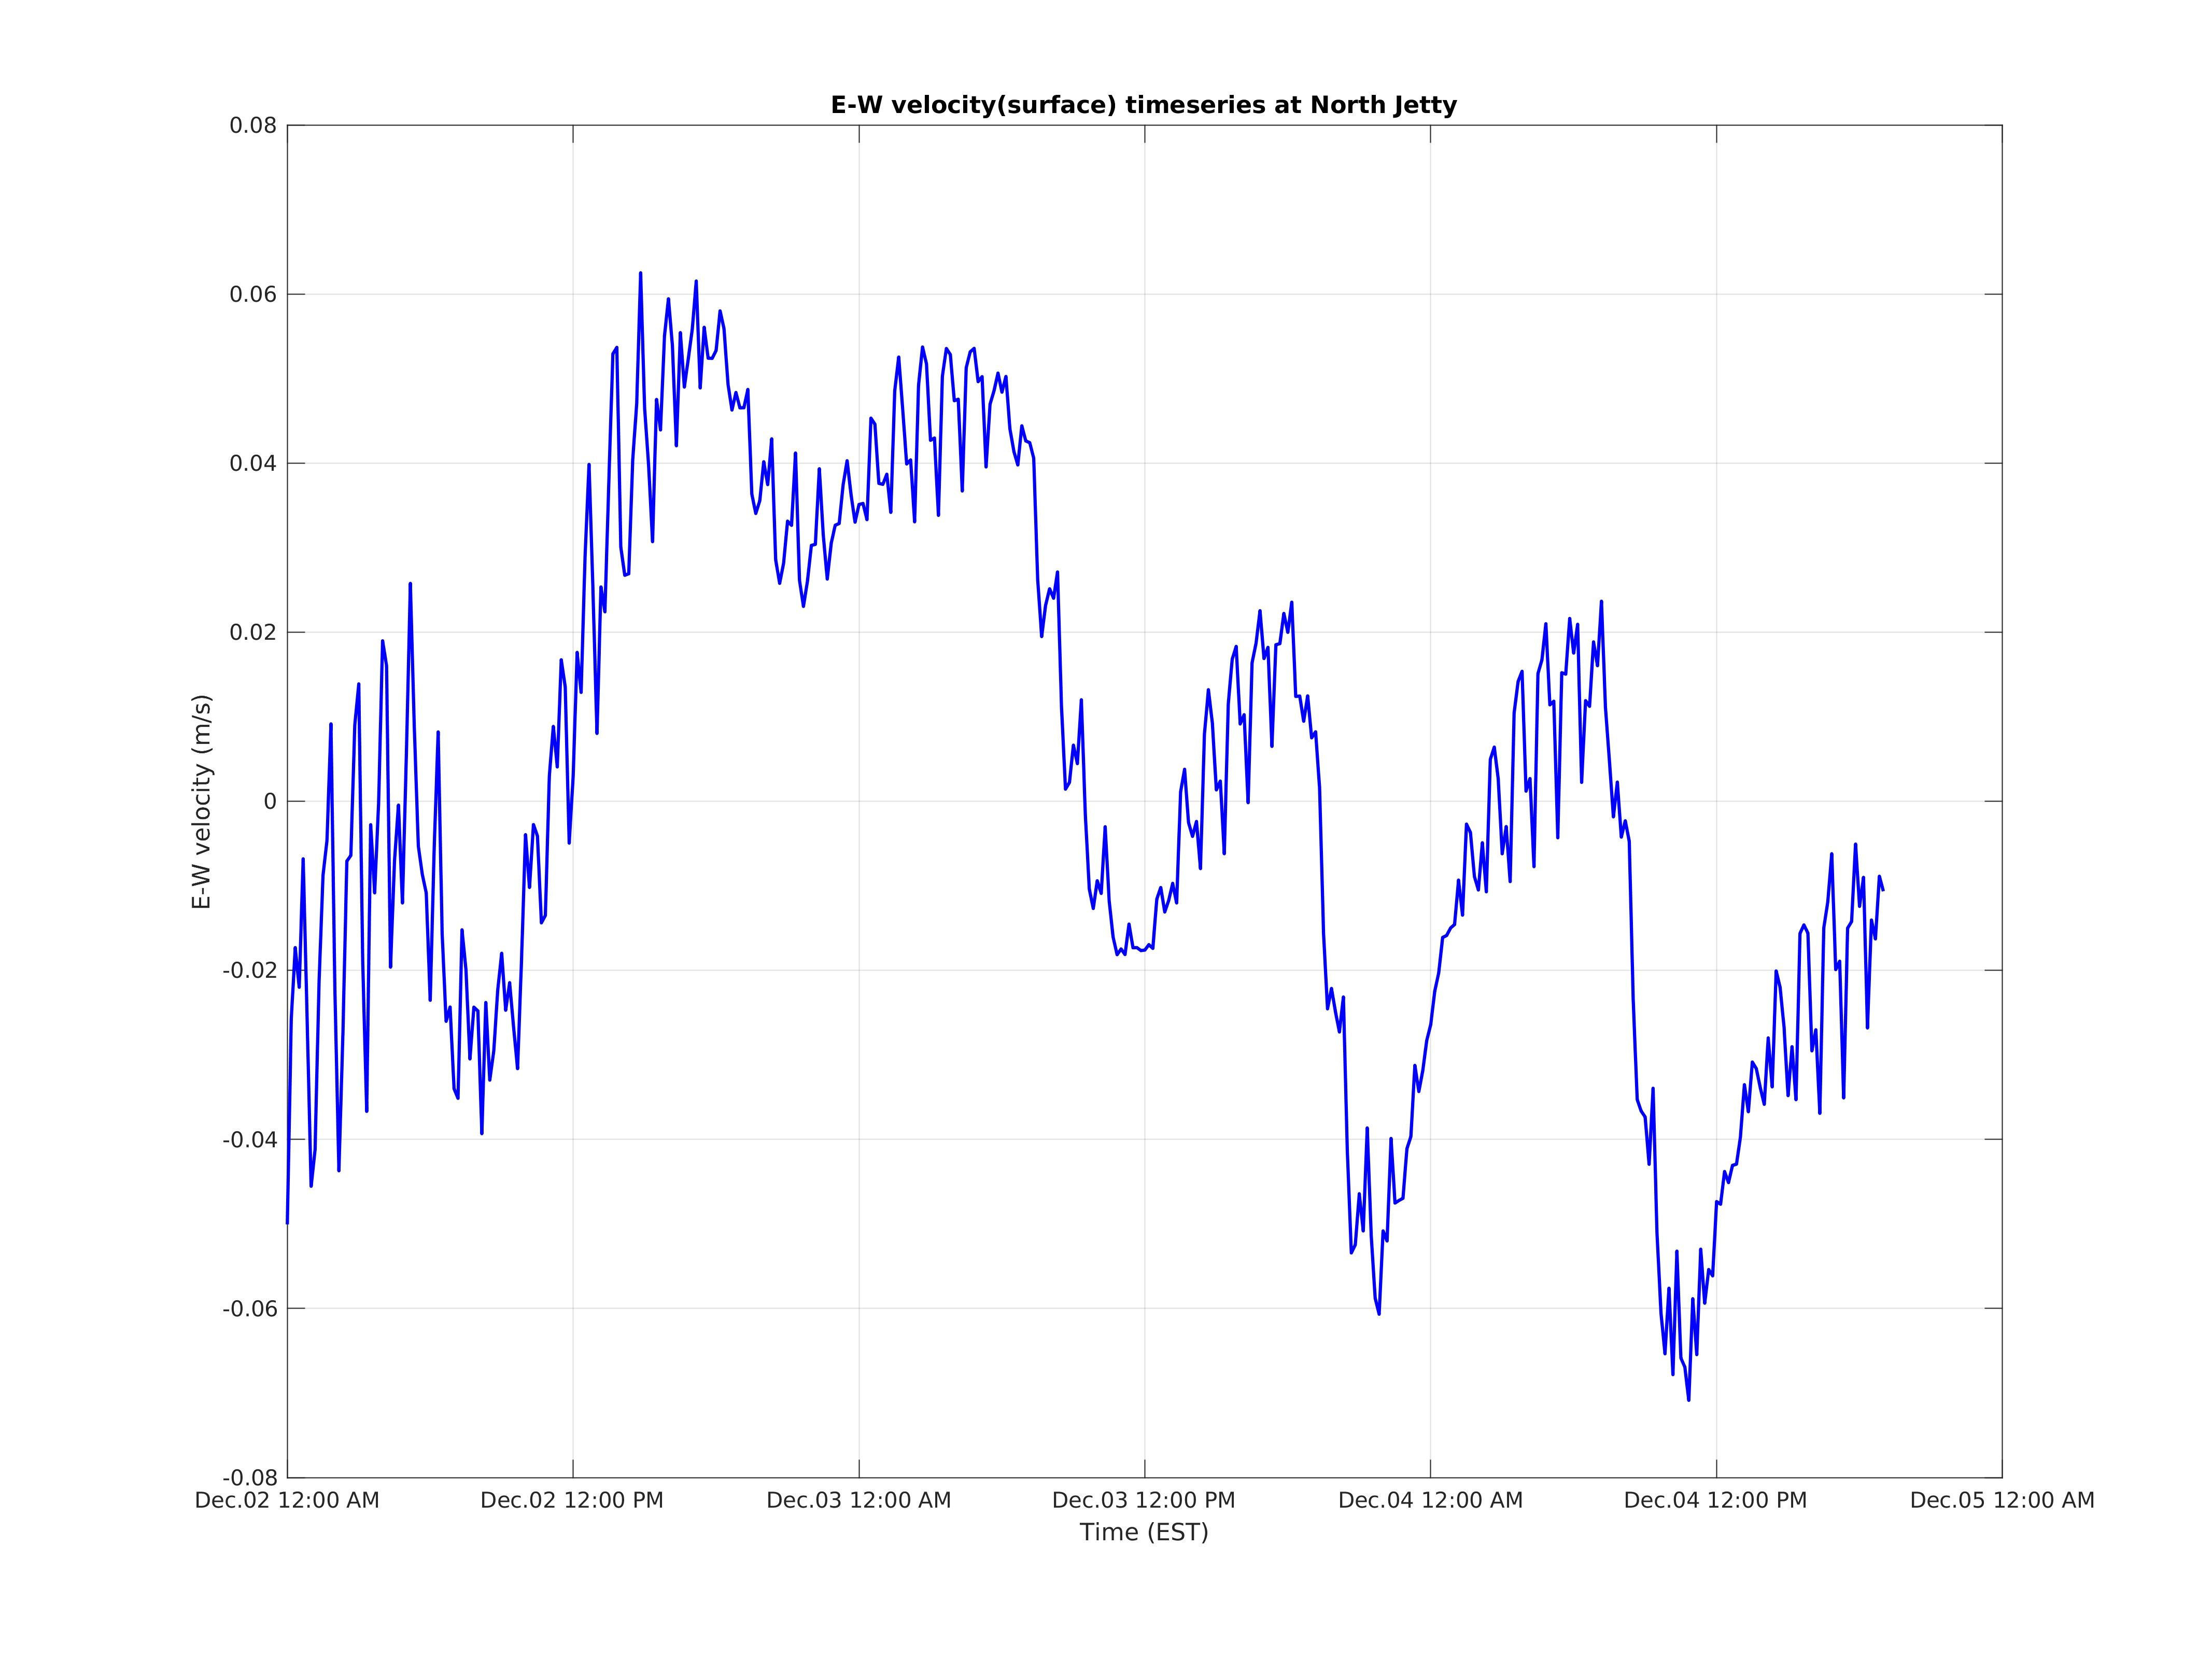 E-W velocity(surface) timeseries at North Jetty
0.08
0.06
0.04
0.02
0
-0.02
-0.04
-0.06
-0.08
E-W velocity (m/s)
Dec.02 12:00 AM Dec.02 12:00 PM Dec.03 12:00 AM Dec.03 12:00 PM Dec.04 12:00 AM Dec.04 12:00 PM Dec.05 12:00 AM
Time (EST)